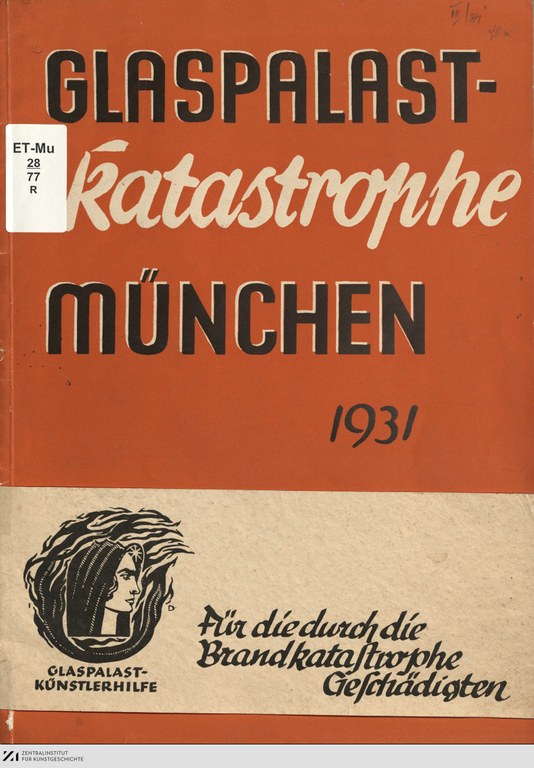 GLASPALAST-
Katastrophe
MÜNCHEN
1931
ET-Mu
28
77
R
GLASPALAST-
KÜNSTLERHILFE
Für die durch die
Brandkataſtrophe
Geſchädigten
ZENTRALINSTITUT
FÜR KUNSTGESCHICHTE